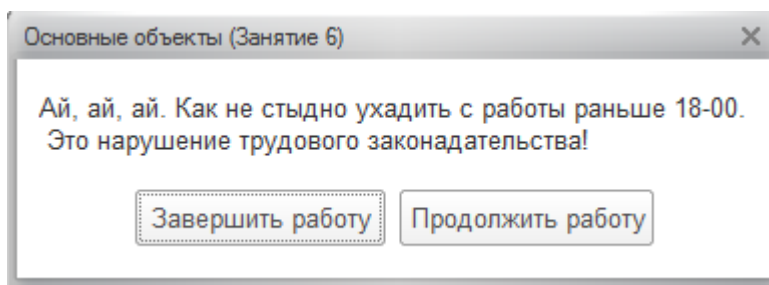 Основные объекты (Занятие 6)
Ай, ай, ай. Как не стыдно ухадить с работы раньше 18-00.
Это нарушение трудового законадательства!
Завершить работу Продолжить работу